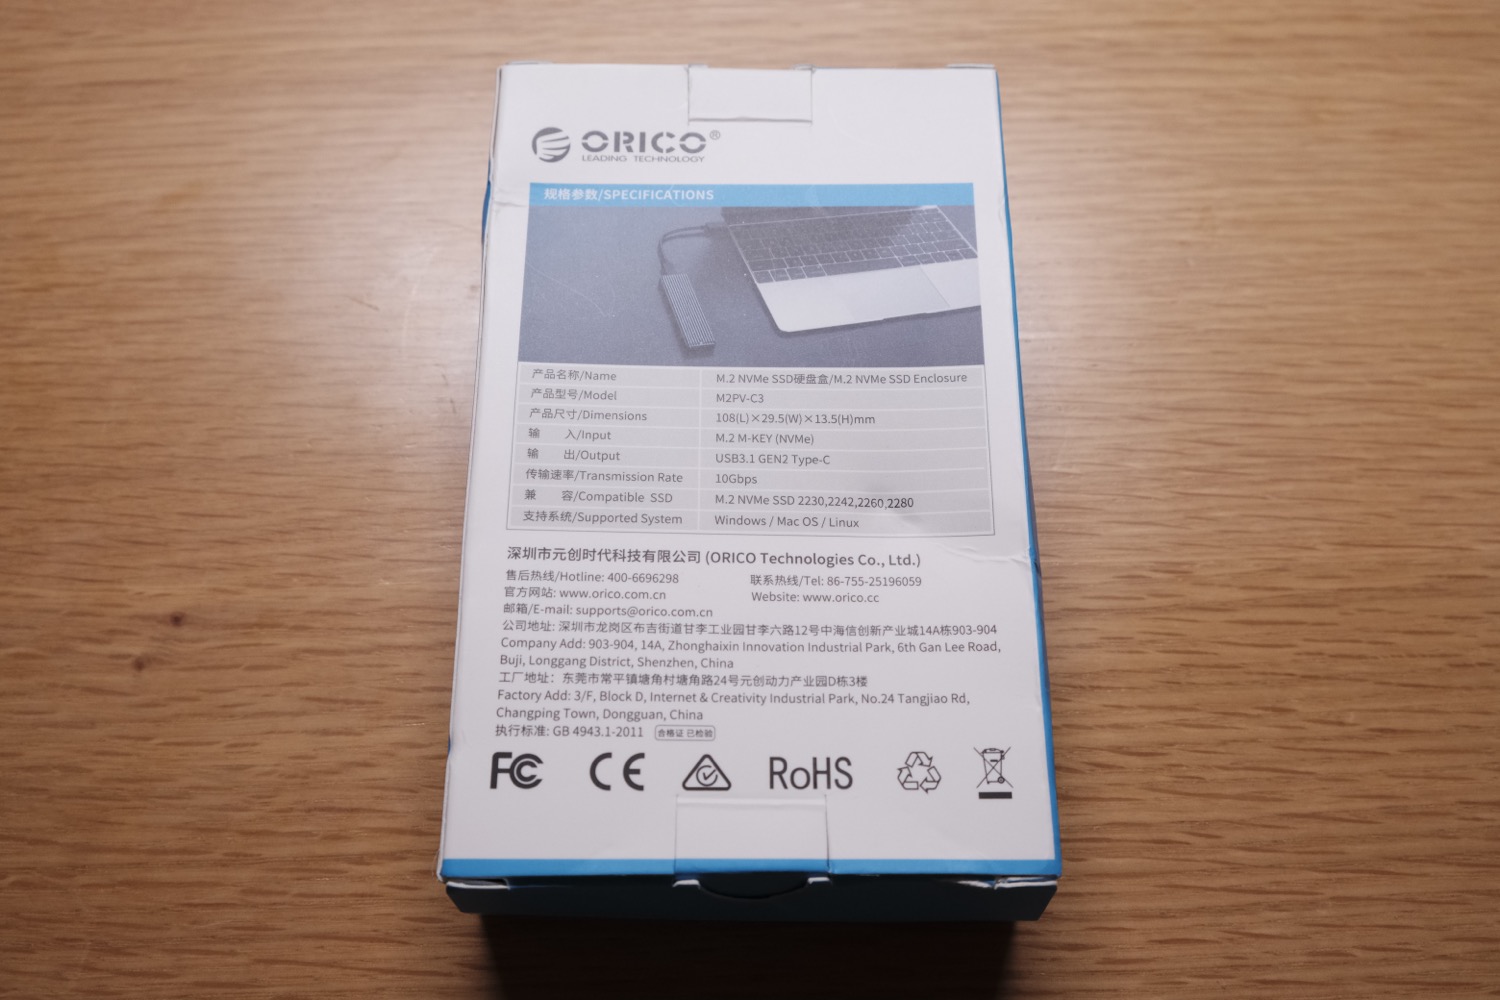 ORICO®
LEADING TECHNOLOGY
规格参数/SPECIFICATIONS
产品名称/Name M.2 NVMe SSD硬盘盒/M.2 NVMe SSD Enclosure
产品型号/Model M2PV-C3
产品尺寸/Dimensions 108(L)×29.5(W)×13.5(H)mm
输 入/Input M.2 M-KEY (NVMe)
输 出/Output USB3.1 GEN2 Type-C
传输速率/Transmission Rate 10Gbps
兼 容/Compatible SSD M.2 NVMe SSD 2230,2242,2260,2280
支持系统/Supported System Windows / Mac OS / Linux
深圳市元创时代科技有限公司 (ORICO Technologies Co., Ltd.)
售后热线/Hotline: 400-6696298 联系热线/Tel: 86-755-25196059
官方网站: www.orico.com.cn Website: www.orico.cc
邮箱/E-mail: supports@orico.com.cn
公司地址: 深圳市龙岗区布吉街道甘李工业园甘李六路12号中海信创新产业城14A栋903-904
Company Add: 903-904, 14A, Zhonghaixin Innovation Industrial Park, 6th Gan Lee Road,
Buji, Longgang District, Shenzhen, China
工厂地址: 东莞市常平镇塘角村塘角路24号元创动力产业园D栋3楼
Factory Add: 3/F, Block D, Internet & Creativity Industrial Park, No.24 Tangjiao Rd,
Changping Town, Dongguan, China
执行标准: GB 4943.1-2011 合格证 已检验
FC CE RoHS